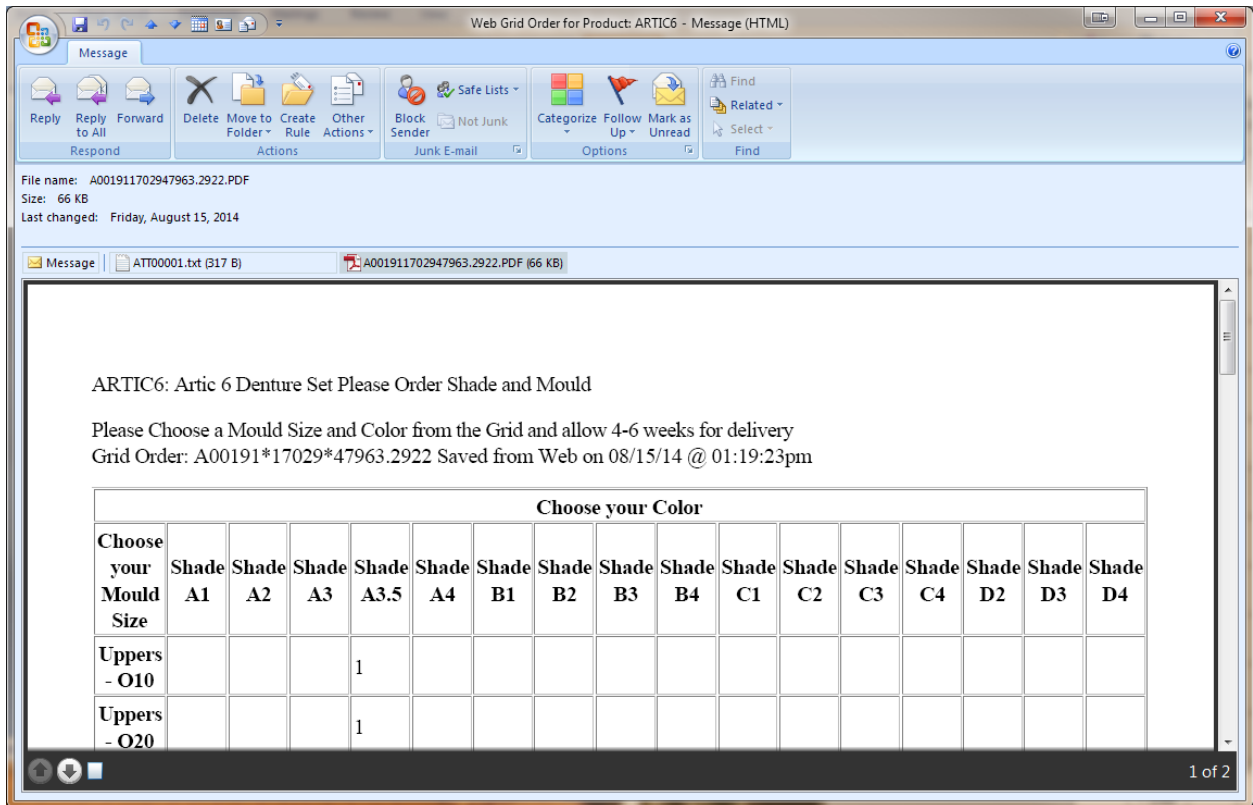 Web Grid Order for Product: ARTIC6 - Message (HTML)
Message
Reply
Reply to All
Forward
Respond
Delete
Move to Folder
Create Rule
Other Actions
Actions
Block Sender
Safe Lists
Not Junk
Junk E-mail
Categorize
Follow Up
Mark as Unread
Options
Find
Related
Select
Find
File name: A001911702947963.2922.PDF
Size: 66 KB
Last changed: Friday, August 15, 2014
Message ATT00001.txt (317 B) A001911702947963.2922.PDF (66 KB)
ARTIC6: Artic 6 Denture Set Please Order Shade and Mould
Please Choose a Mould Size and Color from the Grid and allow 4-6 weeks for delivery
Grid Order: A00191*17029*47963.2922 Saved from Web on 08/15/14 @ 01:19:23pm
Choose your Color
Choose your Mould Size Shade A1 Shade A2 Shade A3 Shade A3.5 Shade A4 Shade B1 Shade B2 Shade B3 Shade B4 Shade C1 Shade C2 Shade C3 Shade C4 Shade D2 Shade D3 Shade D4
Uppers - O10 1
Uppers - O20 1
1 of 2